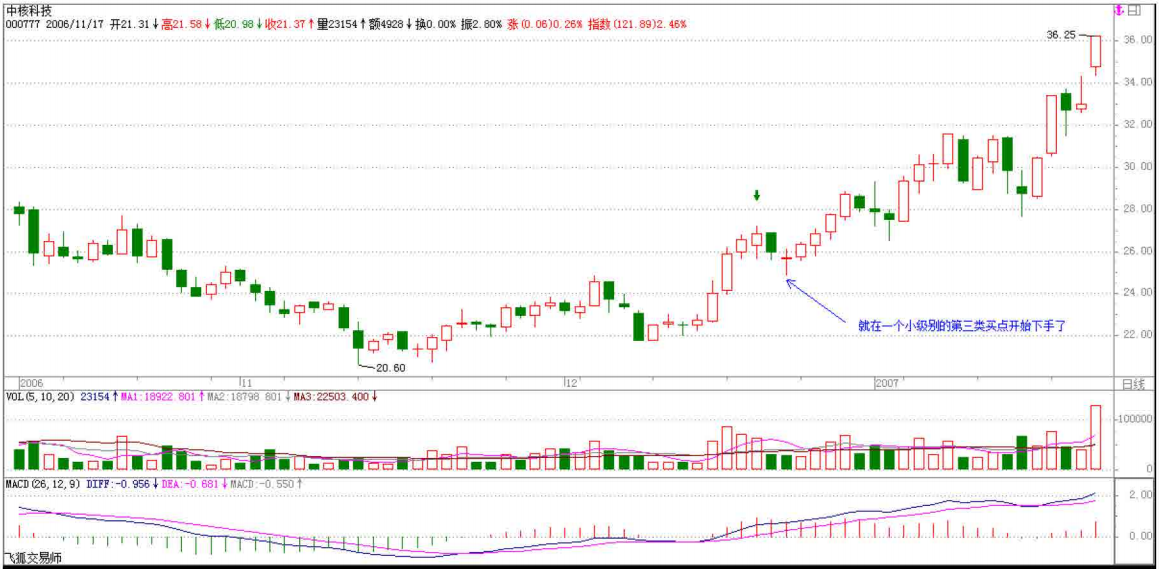 中核科技
000777 2006/11/17 开21.31↓高21.58↓低20.98↓收21.37↑量23154↑额4928↓换0.00% 振2.80% 涨(0.06)0.26% 指数(121.89)2.46%
36.25
36.00
34.00
32.00
30.00
28.00
26.00
24.00
22.00
就在一个小级别的第三类买点开始下手了
20.60
2006 11 12 2007 日线
VOL(5,10,20) 23154↑MA1:18922.801↑MA2:18798.801↓MA3:22503.400↓
100000
0
MACD(26,12,9) DIFF:-0.956↓DEA:-0.681↓MACD:-0.550↑
2.00
0.00
飞狐交易师